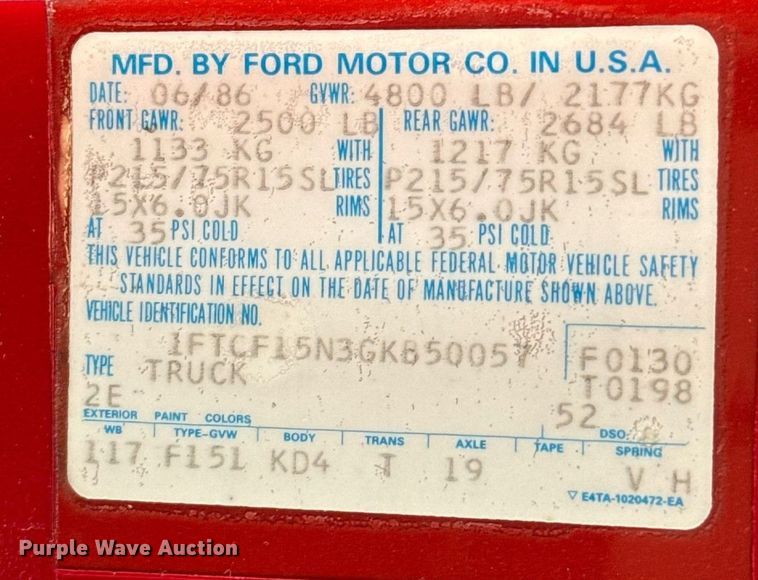 MFD. BY FORD MOTOR CO. IN U.S.A.
DATE: 06/86 GVWR: 4800 LB/ 2177KG
FRONT GAWR: 2500 LB REAR GAWR: 2684 LB
1133 KG WITH 1217 KG WITH
P215/75R15SL TIRES P215/75R15SL TIRES
15X6.0JK RIMS 15X6.0JK RIMS
AT 35 PSI COLD AT 35 PSI COLD
THIS VEHICLE CONFORMS TO ALL APPLICABLE FEDERAL MOTOR VEHICLE SAFETY
STANDARDS IN EFFECT ON THE DATE OF MANUFACTURE SHOWN ABOVE.
VEHICLE IDENTIFICATION NO.
1FTCF15N3GKB50057 F0130
TYPE TRUCK T0198
2E 52
EXTERIOR PAINT COLORS DSO:
WB TYPE-GVW BODY TRANS AXLE TAPE SPRING
117 F151 KD4 T 19 V H
▽ E4TA-1020472-EA
Purple Wave Auction